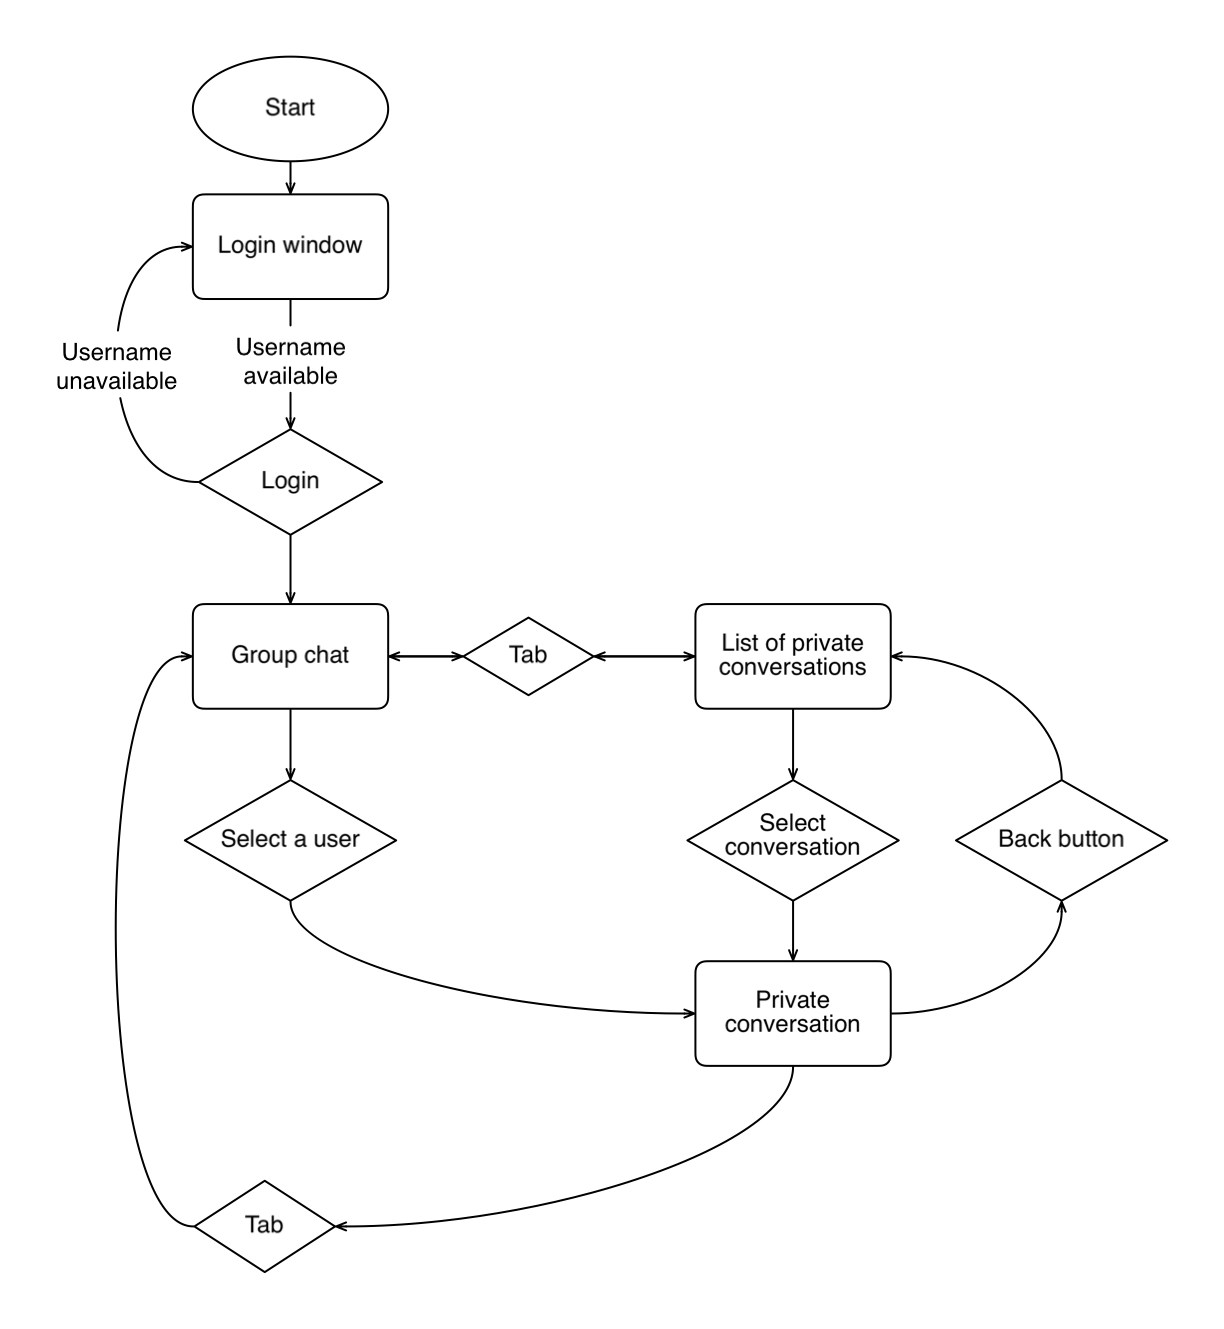 Start
Login window
Username
unavailable
Username
available
Login
Group chat
Tab
List of private
conversations
Select a user
Select
conversation
Back button
Private
conversation
Tab